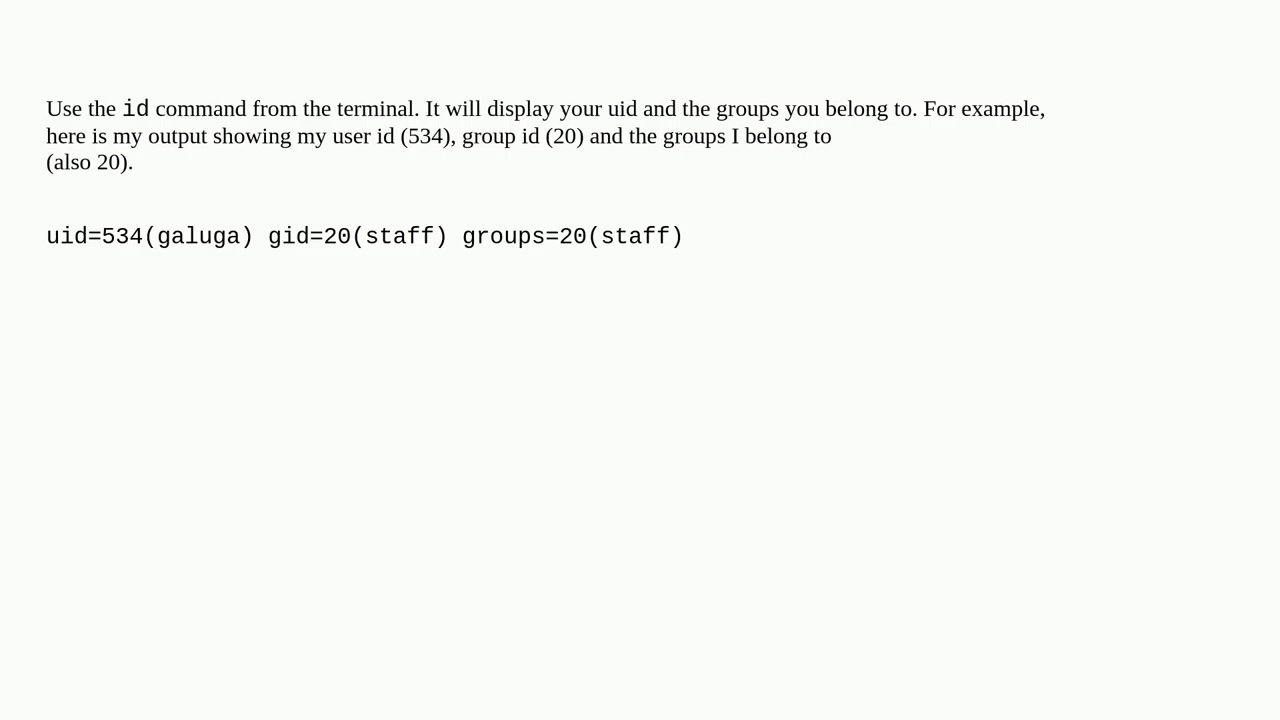 Use the id command from the terminal. It will display your uid and the groups you belong to. For example,
here is my output showing my user id (534), group id (20) and the groups I belong to
(also 20).
uid=534(galuga) gid=20(staff) groups=20(staff)